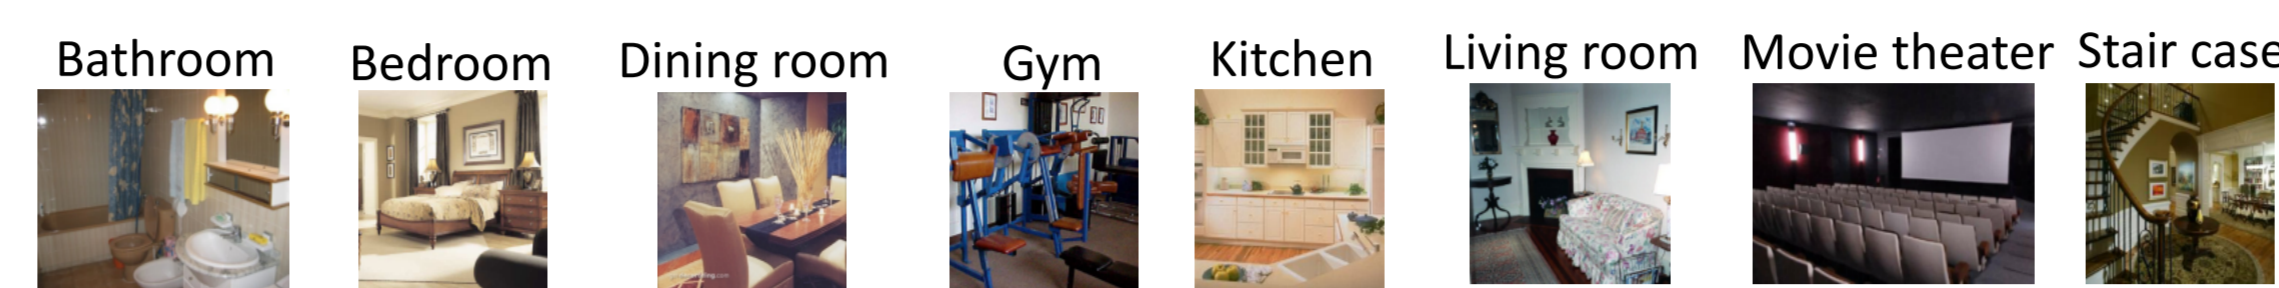 Bathroom
Bedroom
Dining room
Gym
Kitchen
Living room
Movie theater
Stair case